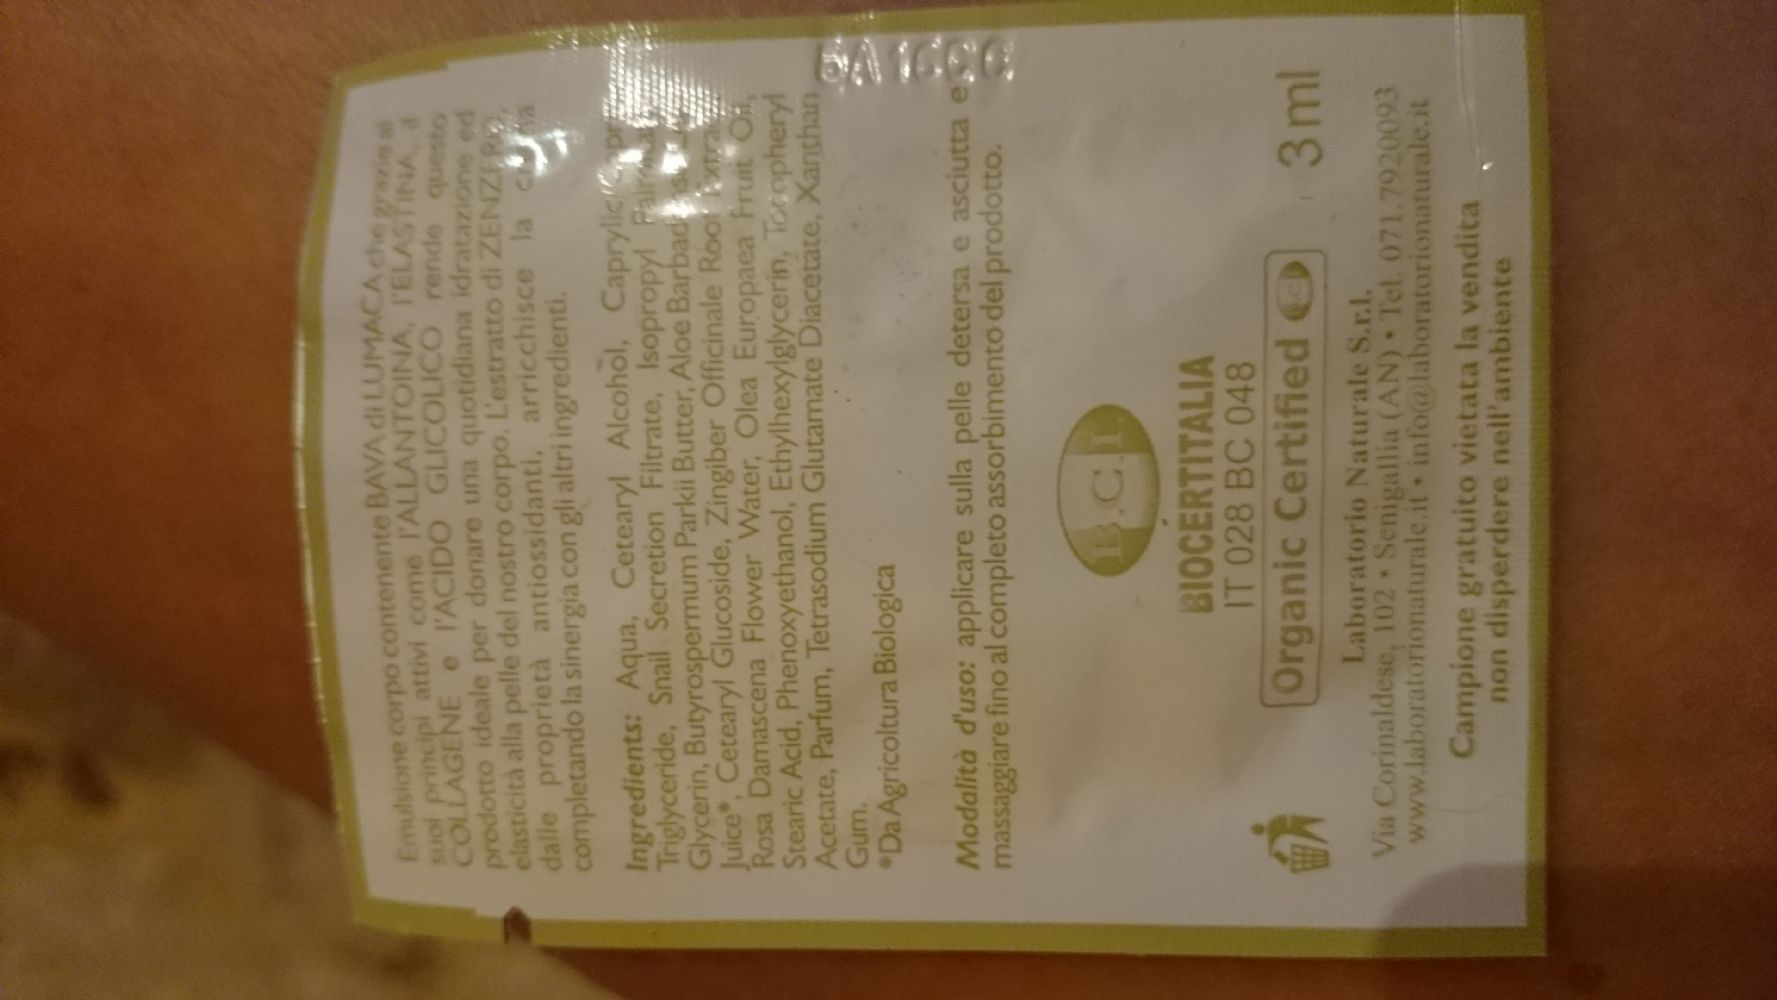 Emulsione corpo contenente BAVA di LUMACA che grazie ai
suoi principi attivi come l'ALLANTOINA, l'ELASTINA, il
COLLAGENE e l'ACIDO GLICOLICO rende questo
prodotto ideale per donare una quotidiana idratazione ed
elasticità alla pelle del nostro corpo. L'estratto di ZENZERO,
dalle proprietà antiossidanti, arricchisce la
completando la sinergia con gli altri ingredienti.
Ingredients: Aqua, Cetearyl Alcohol,
Triglyceride, Snail Secretion Filtrate, Isopropyl
Glycerin, Butyrospermum Parkii Butter, Aloe
Juice*, Cetearyl Glucoside, Zingiber Officinale Root Extract,
Rosa Damascena Flower Water, Olea Europaea Fruit Oil,
Stearic Acid, Phenoxyethanol, Ethylhexylglycerin, Tocopheryl
Acetate, Parfum, Tetrasodium Glutamate Diacetate, Xanthan
Gum.
*Da Agricoltura Biologica
Modalità d'uso: applicare sulla pelle detersa e asciutta e
massaggiare fino al completo assorbimento del prodotto.
B.C.I.
BIOCERTITALIA
IT 028 BC 048
Organic Certified
3 ml
Laboratorio Naturale S.r.l.
Via Corinaldese, 102 • Senigallia (AN) • Tel. 071.7920093
www.laboratorionaturale.it • info@laboratorionaturale.it
Campione gratuito vietata la vendita
non disperdere nell'ambiente